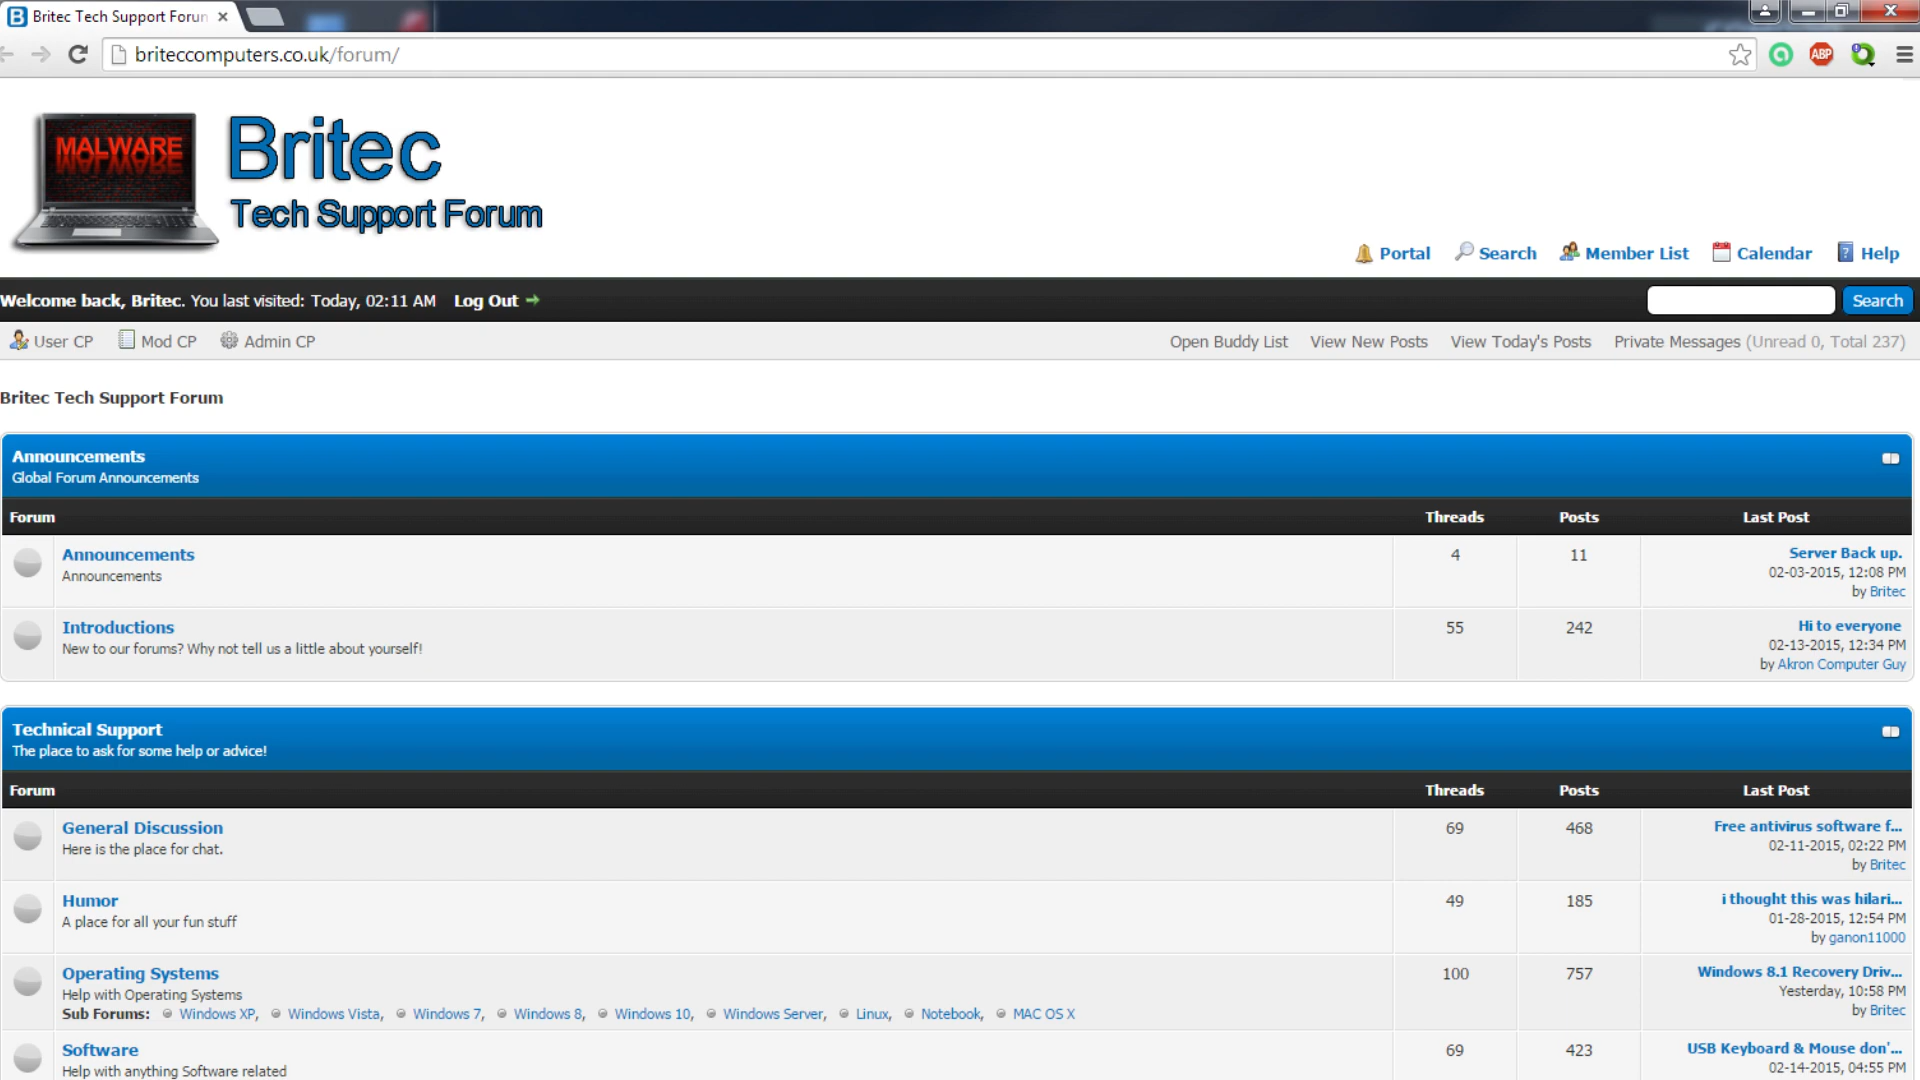 Britec Tech Support Forun
briteccomputers.co.uk/forum/
ABP
MALWARE
Britec
Tech Support Forum
Portal Search Member List Calendar Help
Welcome back, Britec. You last visited: Today, 02:11 AM Log Out
Search
User CP Mod CP Admin CP Open Buddy List View New Posts View Today's Posts Private Messages (Unread 0, Total 237)
Britec Tech Support Forum
Announcements
Global Forum Announcements
Forum Threads Posts Last Post
Announcements 4 11 Server Back up.
Announcements 02-03-2015, 12:08 PM
by Britec
Introductions 55 242 Hi to everyone
New to our forums? Why not tell us a little about yourself! 02-13-2015, 12:34 PM
by Akron Computer Guy
Technical Support
The place to ask for some help or advice!
Forum Threads Posts Last Post
General Discussion 69 468 Free antivirus software f...
Here is the place for chat. 02-11-2015, 02:22 PM
by Britec
Humor 49 185 i thought this was hilari...
A place for all your fun stuff 01-28-2015, 12:54 PM
by ganon11000
Operating Systems 100 757 Windows 8.1 Recovery Driv...
Help with Operating Systems Yesterday, 10:58 PM
Sub Forums: Windows XP, Windows Vista, Windows 7, Windows 8, Windows 10, Windows Server, Linux, Notebook, MAC OS X by Britec
Software 69 423 USB Keyboard & Mouse don'...
Help with anything Software related 02-14-2015, 04:55 PM